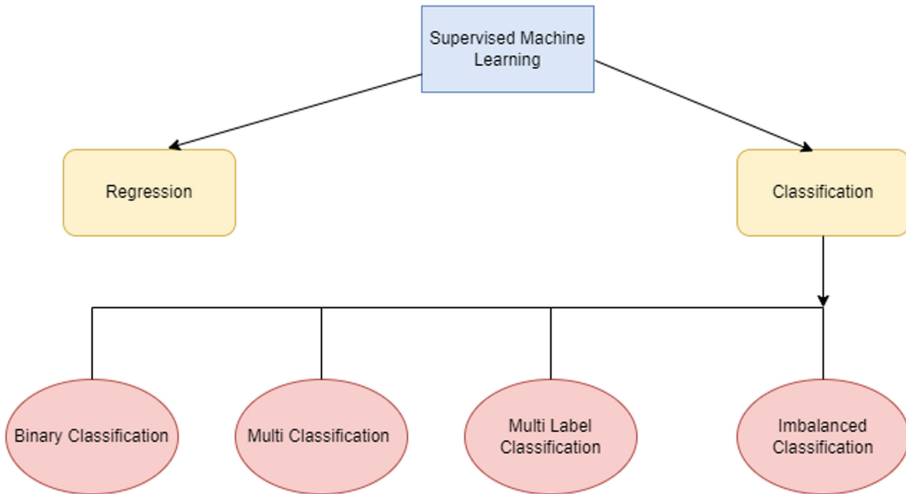 Supervised Machine
Learning
Regression
Classification
Binary Classification
Multi Classification
Multi Label
Classification
Imbalanced
Classification